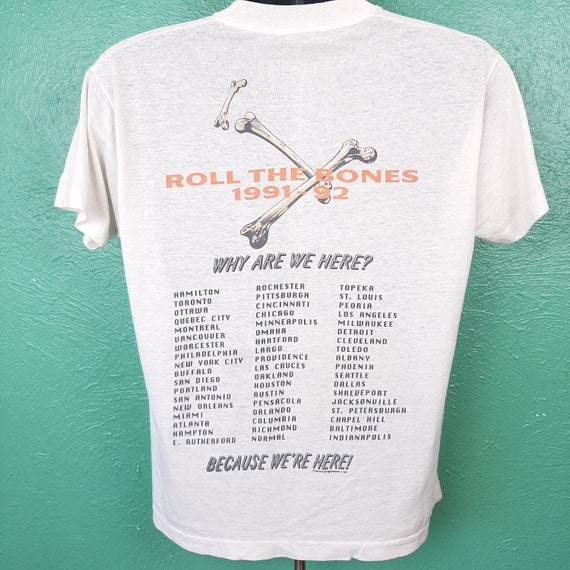 ROLL THE BONES
1991-92
WHY ARE WE HERE?
HAMILTON
TORONTO
OTTAWA
QUEBEC CITY
MONTREAL
VANCOUVER
WORCESTER
PHILADELPHIA
NEW YORK CITY
BUFFALO
SAN DIEGO
PORTLAND
SAN ANTONIO
NEW ORLEANS
MIAMI
ATLANTA
HAMPTON
E. RUTHERFORD
ROCHESTER
PITTSBURGH
CINCINNATI
CHICAGO
MINNEAPOLIS
OMAHA
HARTFORD
LARGO
PROVIDENCE
LAS CRUCES
OAKLAND
HOUSTON
AUSTIN
PENSACOLA
ORLANDO
COLUMBIA
RICHMOND
NORMAL
TOPEKA
ST. LOUIS
PEORIA
LOS ANGELES
MILWAUKEE
DETROIT
CLEVELAND
TOLEDO
ALBANY
PHOENIX
SEATTLE
DALLAS
SHREVEPORT
JACKSONVILLE
ST. PETERSBURGH
CHAPEL HILL
BALTIMORE
INDIANAPOLIS
BECAUSE WE'RE HERE!